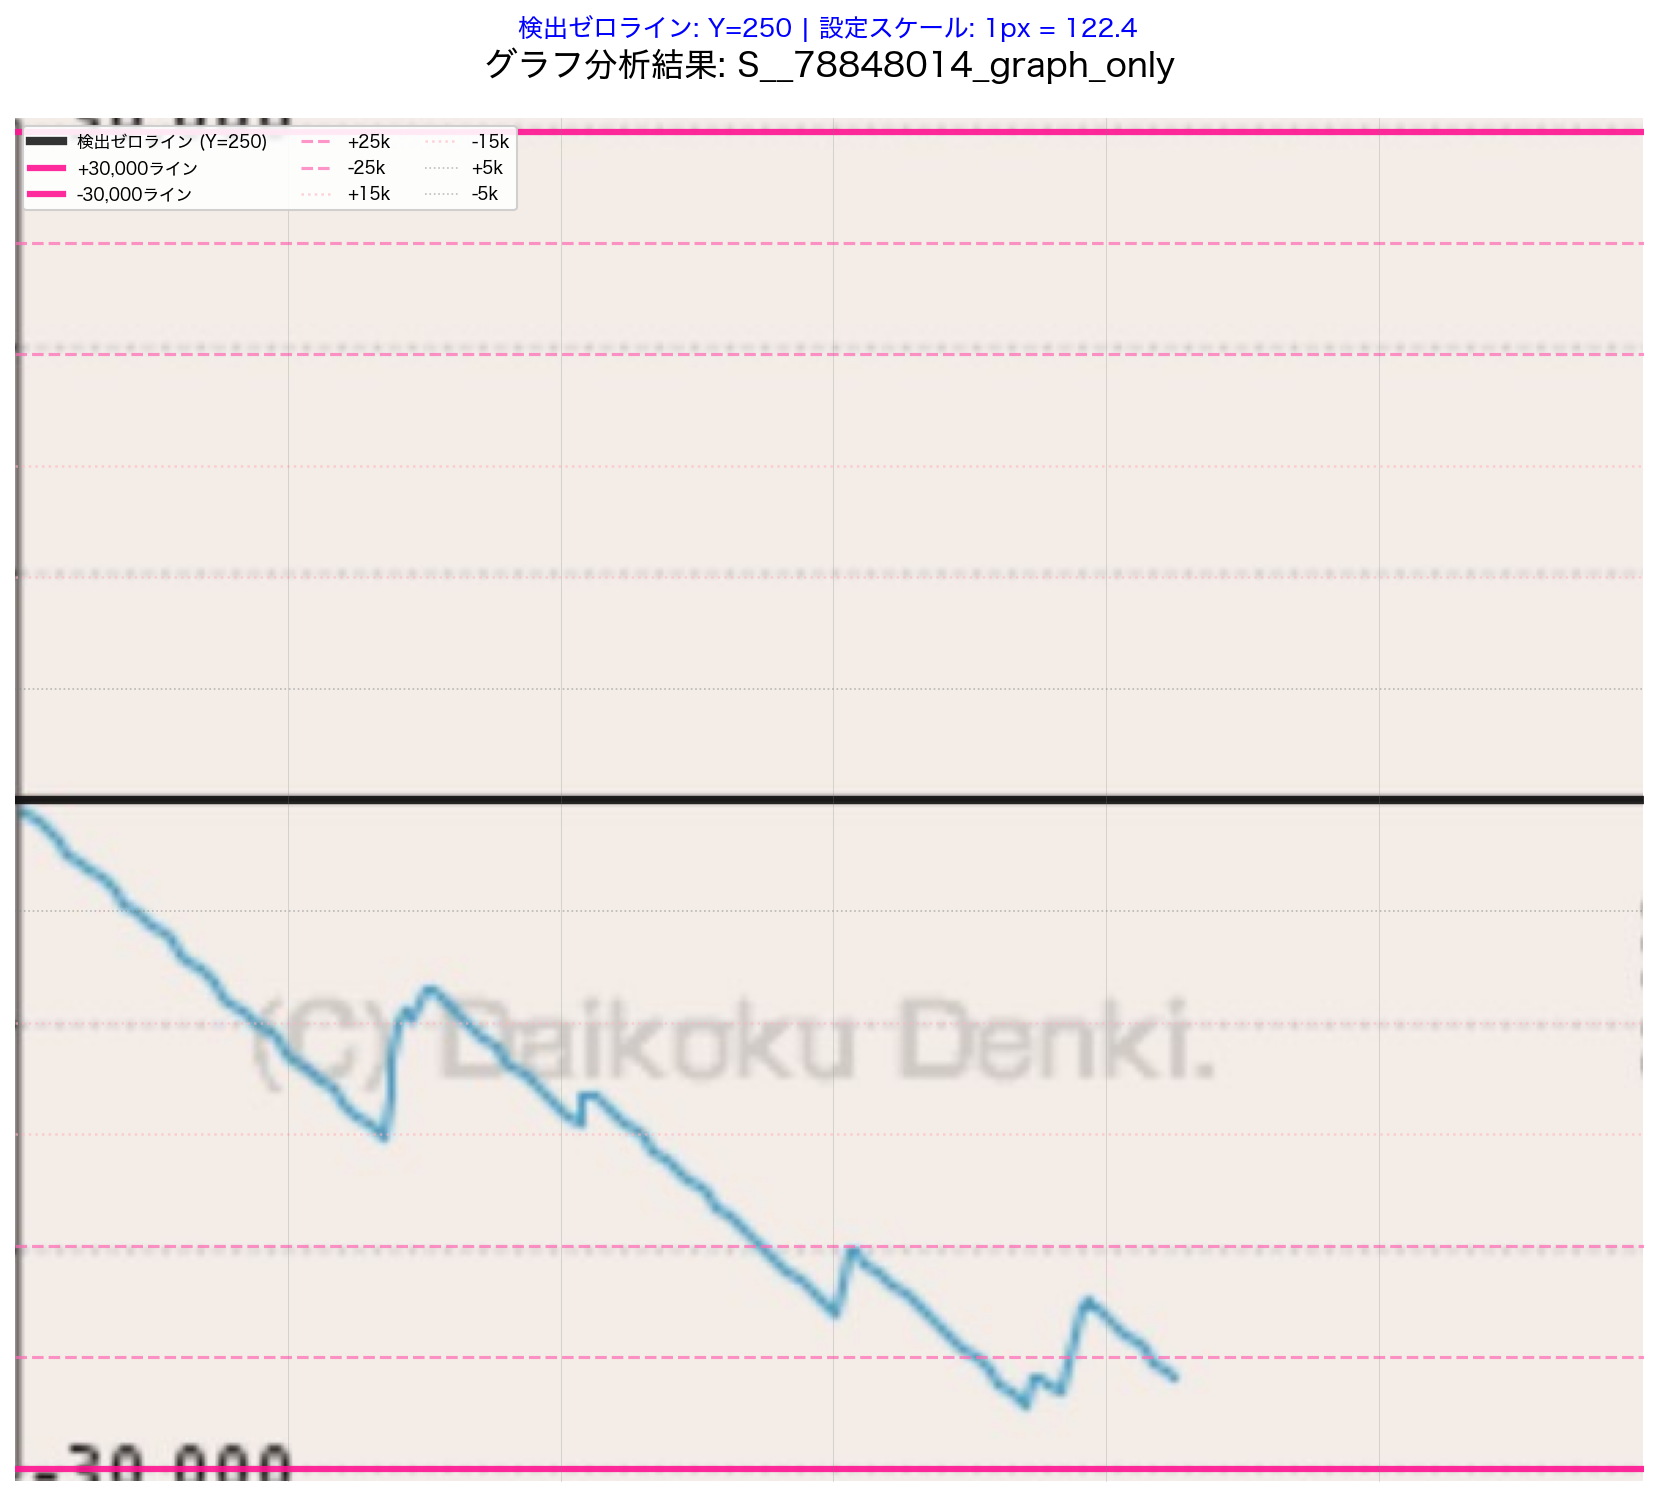 検出ゼロライン: Y=250 | 設定スケール: 1px = 122.4
グラフ分析結果: S__78848014_graph_only
検出ゼロライン (Y=250)
+30,000ライン
-30,000ライン
+25k
-25k
+15k
-15k
+5k
-5k
(C) Daikoku Denki.
-30,000